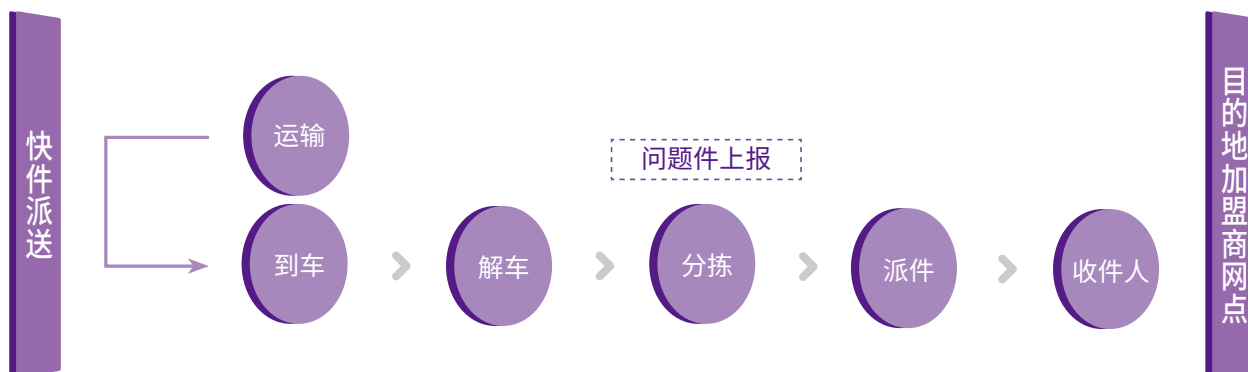 快件派送
运输
问题件上报
到车
解车
分拣
派件
收件人
目的地加盟商网点